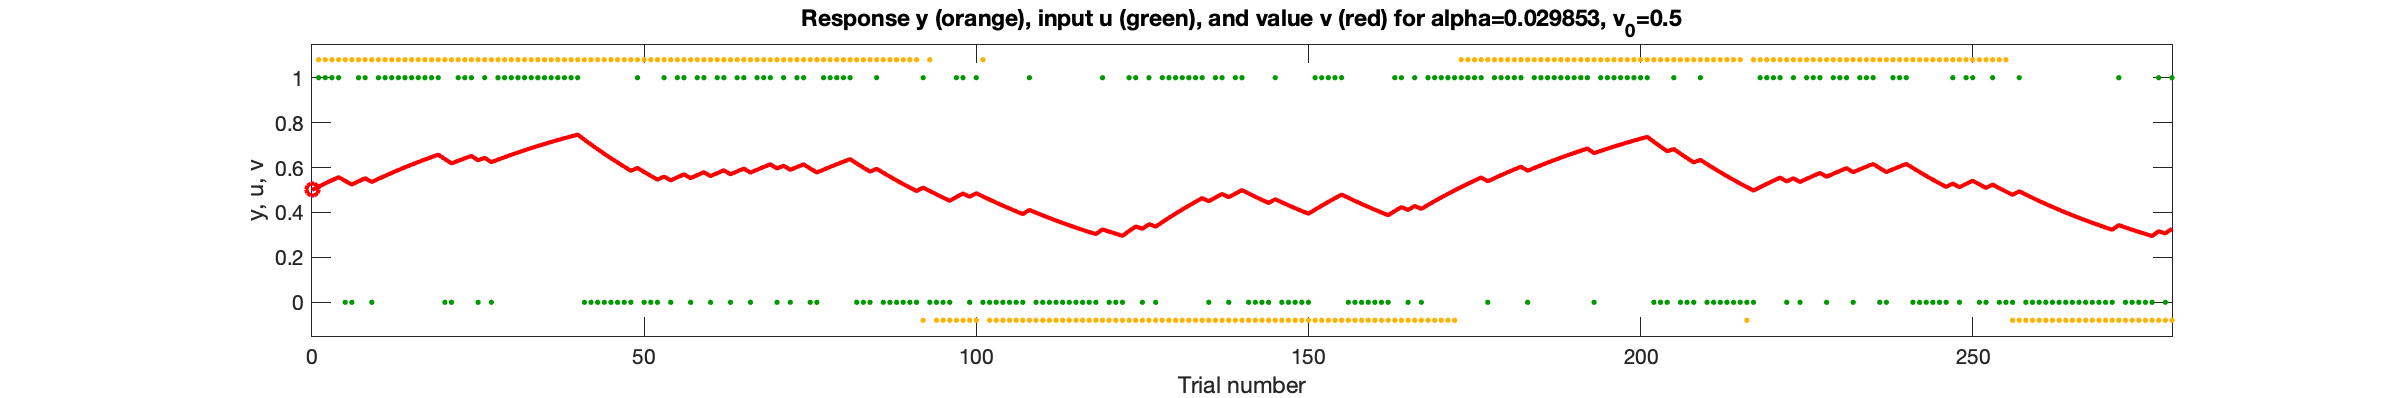 Response y (orange), input u (green), and value v (red) for alpha=0.029853, v_0=0.5
y, u, v
1
0.8
0.6
0.4
0.2
0
0 50 100 150 200 250
Trial number